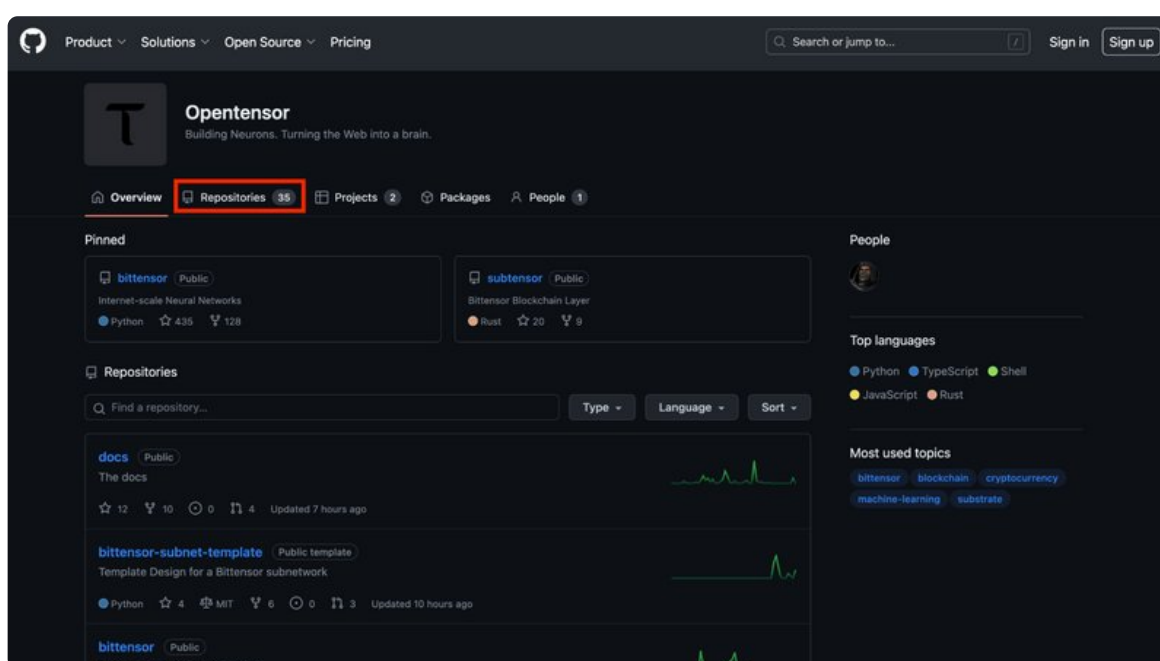 Product Solutions Open Source Pricing Search or jump to... / Sign in Sign up
Opentensor
Building Neurons. Turning the Web into a brain.
Overview Repositories 35 Projects 2 Packages People 1
Pinned
bittensor Public
Internet-scale Neural Networks
Python 435 128
subtensor Public
Bittensor Blockchain Layer
Rust 20 9
Repositories
Find a repository... Type Language Sort
docs Public
The docs
12 10 0 4 Updated 7 hours ago
bittensor-subnet-template Public template
Template Design for a Bittensor subnetwork
Python 4 MIT 6 0 3 Updated 10 hours ago
bittensor Public
People
Top languages
Python TypeScript Shell
JavaScript Rust
Most used topics
bittensor blockchain cryptocurrency
machine-learning substrate